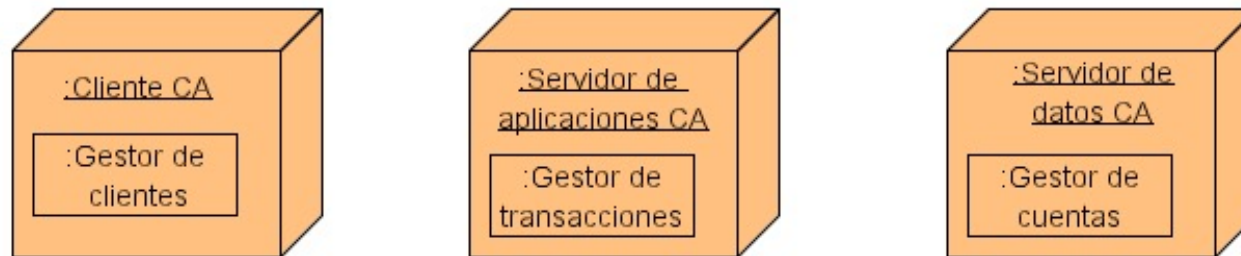 :Cliente CA
:Gestor de
clientes
:Servidor de
aplicaciones CA
:Gestor de
transacciones
:Servidor de
datos CA
:Gestor de
cuentas